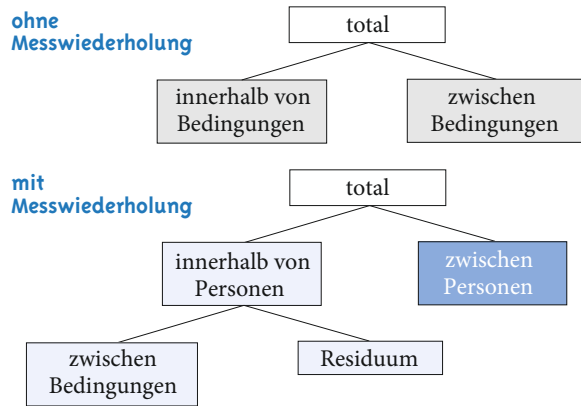 ohne
Messwiederholung
total
innerhalb von
Bedingungen
zwischen
Bedingungen
mit
Messwiederholung
total
innerhalb von
Personen
zwischen
Personen
zwischen
Bedingungen
Residuum